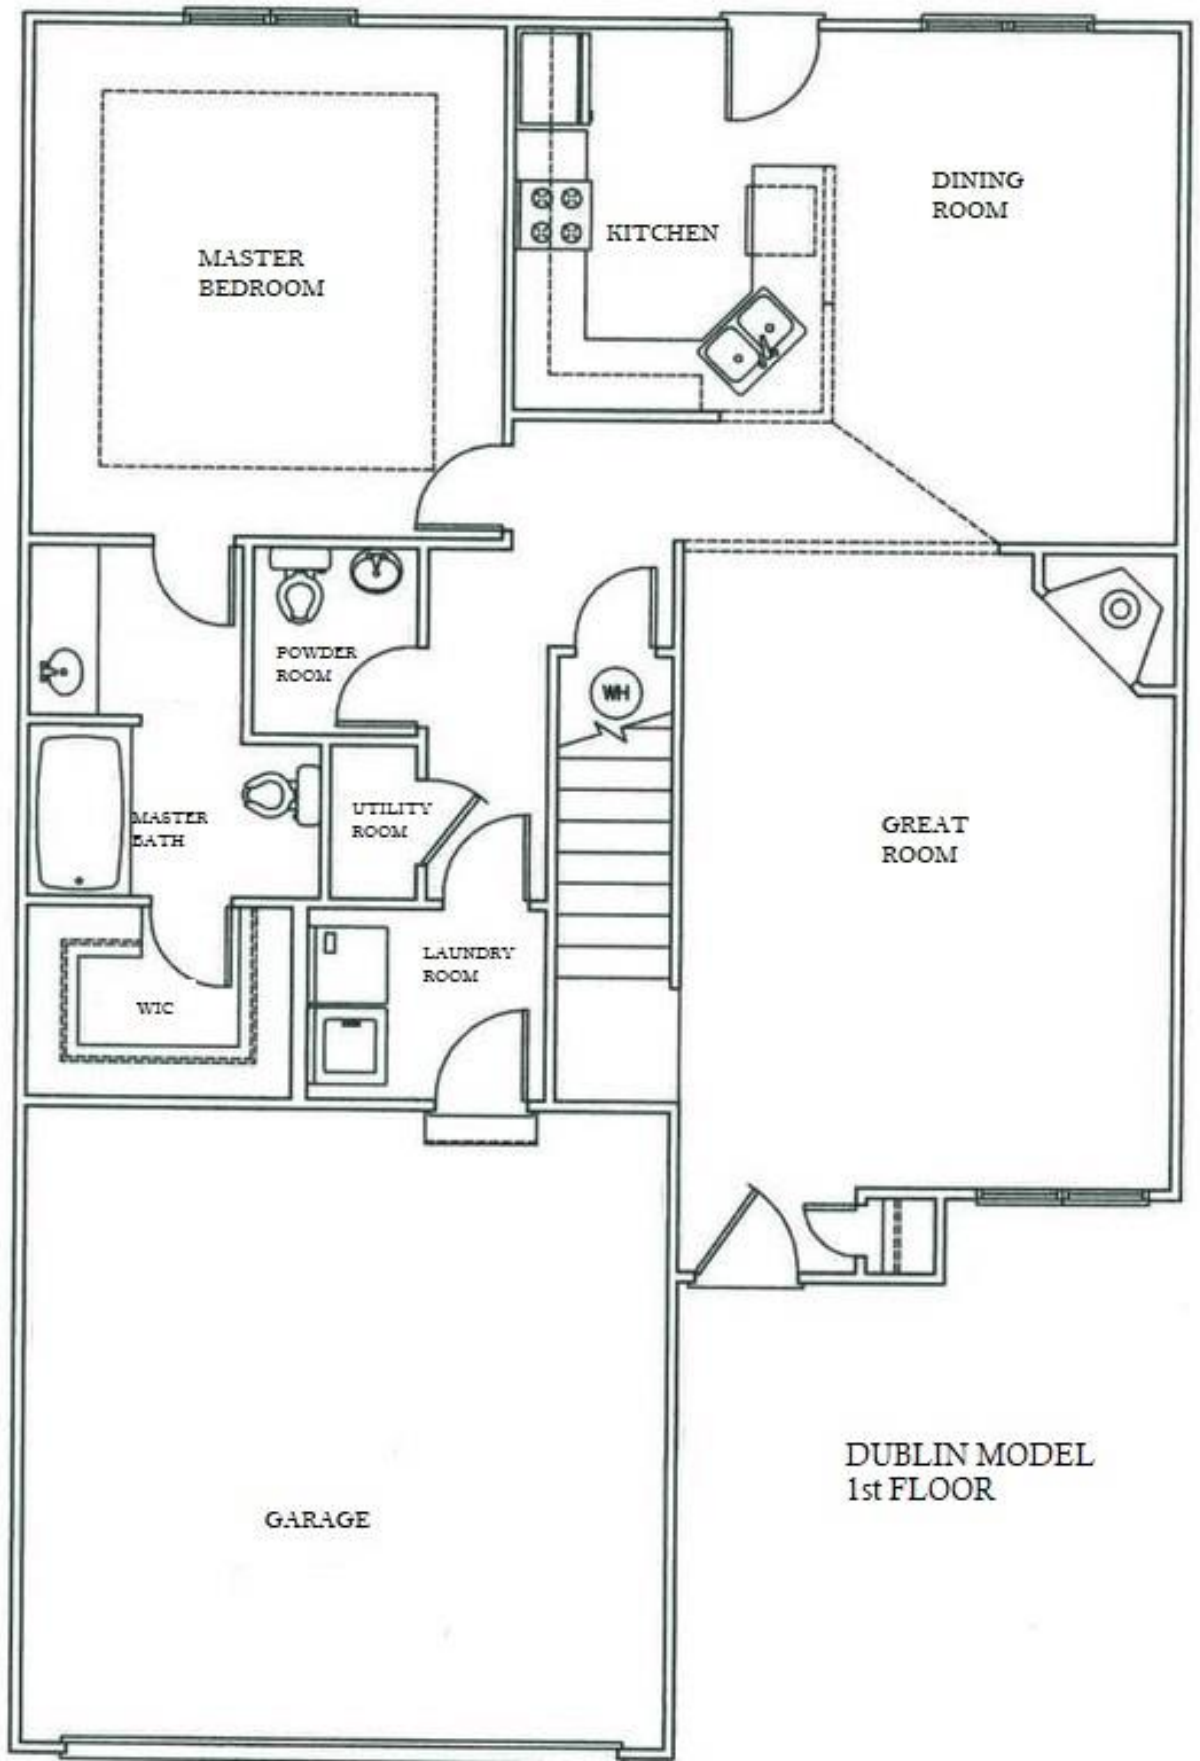 DINING
ROOM
KITCHEN
MASTER
BEDROOM
POWDER
ROOM
WH
UTILITY
ROOM
MASTER
BATH
GREAT
ROOM
LAUNDRY
ROOM
WIC
DUBLIN MODEL
1st FLOOR
GARAGE